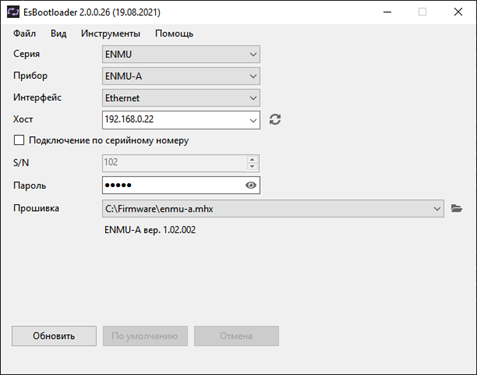 EsBootloader 2.0.0.26 (19.08.2021)
Файл Вид Инструменты Помощь
Серия ENMU
Прибор ENMU-A
Интерфейс Ethernet
Хост 192.168.0.22
Подключение по серийному номеру
S/N 102
Пароль •••••
Прошивка C:\Firmware\enmu-a.mhx
ENMU-A вер. 1.02.002
Обновить По умолчанию Отмена